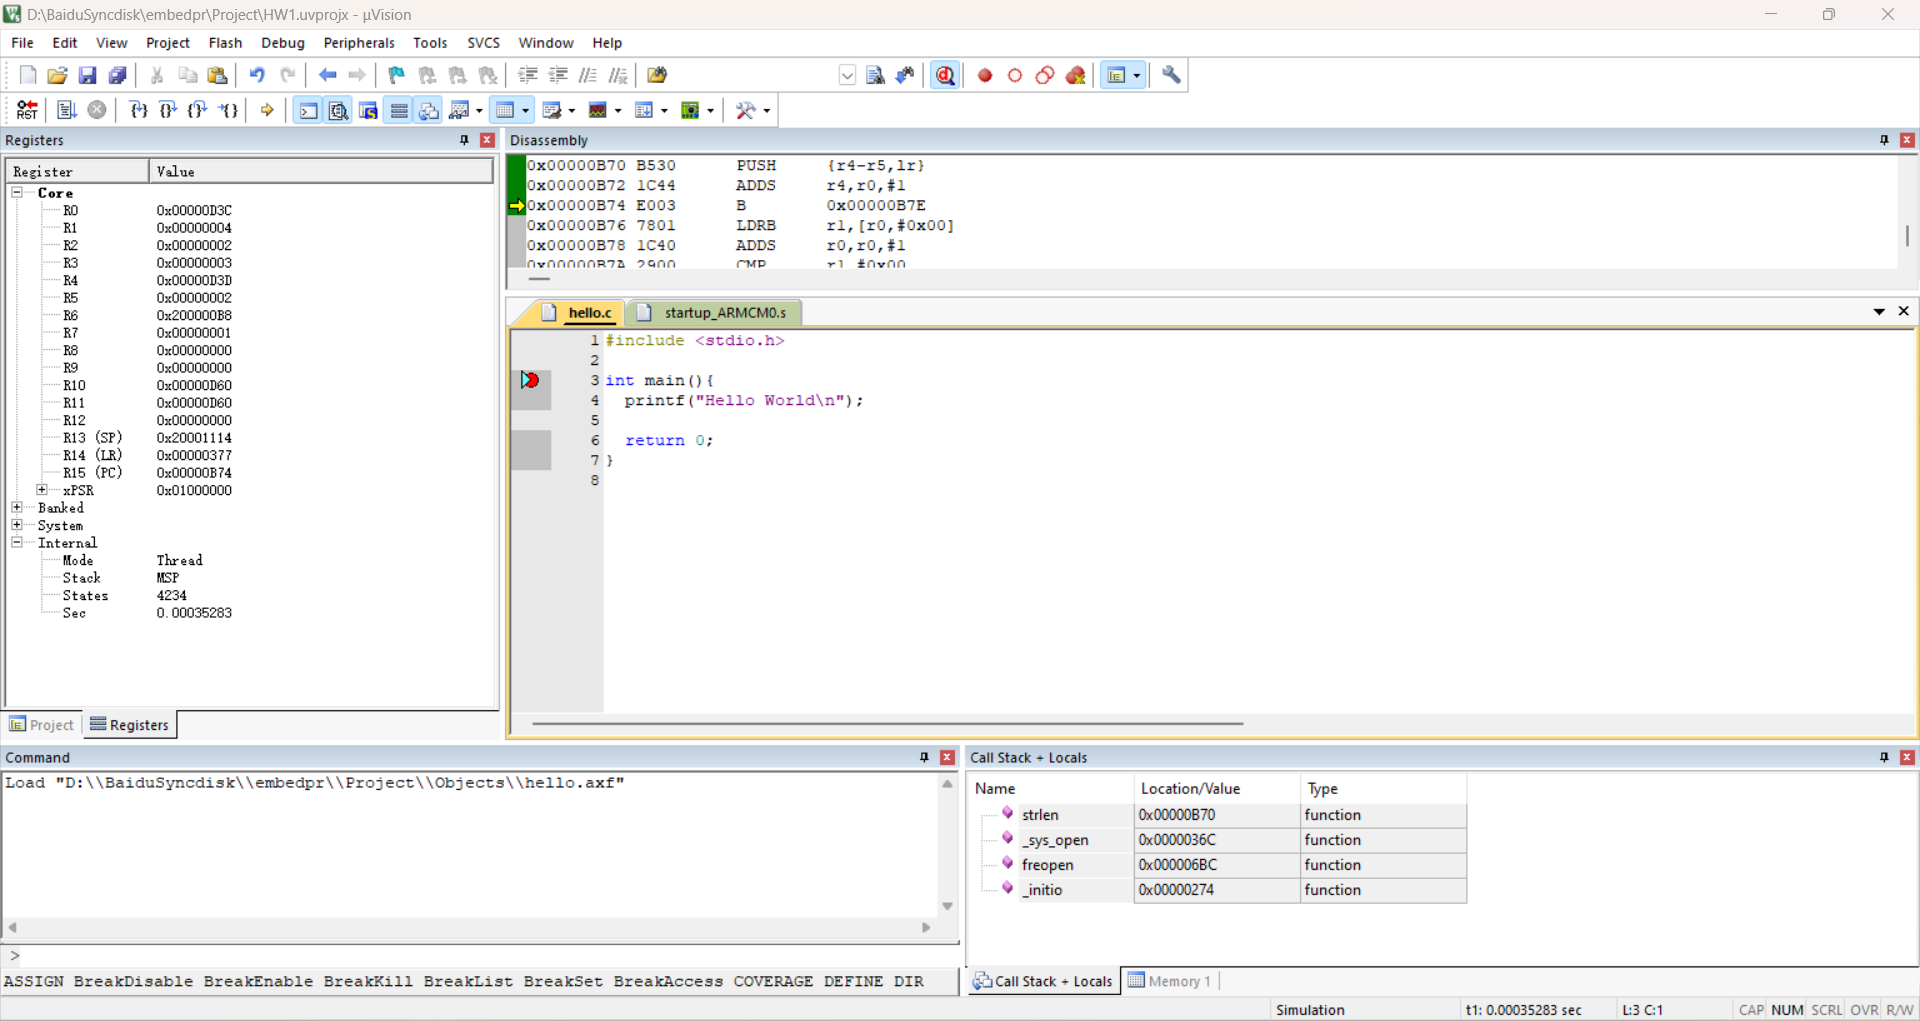 D:\BaiduSyncdisk\embedpr\Project\HW1.uvprojx - µVision
File Edit View Project Flash Debug Peripherals Tools SVCS Window Help
RST
Registers
Register Value
Core
R0 0x00000D3C
R1 0x00000004
R2 0x00000002
R3 0x00000003
R4 0x00000D3D
R5 0x00000002
R6 0x200000B8
R7 0x00000001
R8 0x00000000
R9 0x00000000
R10 0x00000D60
R11 0x00000D60
R12 0x00000000
R13 (SP) 0x20001114
R14 (LR) 0x00000377
R15 (PC) 0x00000B74
xPSR 0x01000000
Banked
System
Internal
Mode Thread
Stack MSP
States 4234
Sec 0.00035283
Project Registers
Disassembly
0x00000B70 B530 PUSH {r4-r5,lr}
0x00000B72 1C44 ADDS r4,r0,#1
0x00000B74 E003 B 0x00000B7E
0x00000B76 7801 LDRB r1,[r0,#0x00]
0x00000B78 1C40 ADDS r0,r0,#1
0x00000B7A 2900 CMP r1,#0x00
hello.c startup_ARMCM0.s
1 #include <stdio.h>
2
3 int main(){
4 printf("Hello World\n");
5
6 return 0;
7 }
8
Command
Load "D:\\BaiduSyncdisk\\embedpr\\Project\\Objects\\hello.axf"
>
ASSIGN BreakDisable BreakEnable BreakKill BreakList BreakSet BreakAccess COVERAGE DEFINE DIR
Call Stack + Locals
Name Location/Value Type
strlen 0x00000B70 function
_sys_open 0x0000036C function
freopen 0x000006BC function
_initio 0x00000274 function
Call Stack + Locals Memory 1
Simulation t1: 0.00035283 sec L:3 C:1 CAP NUM SCRL OVR R/W